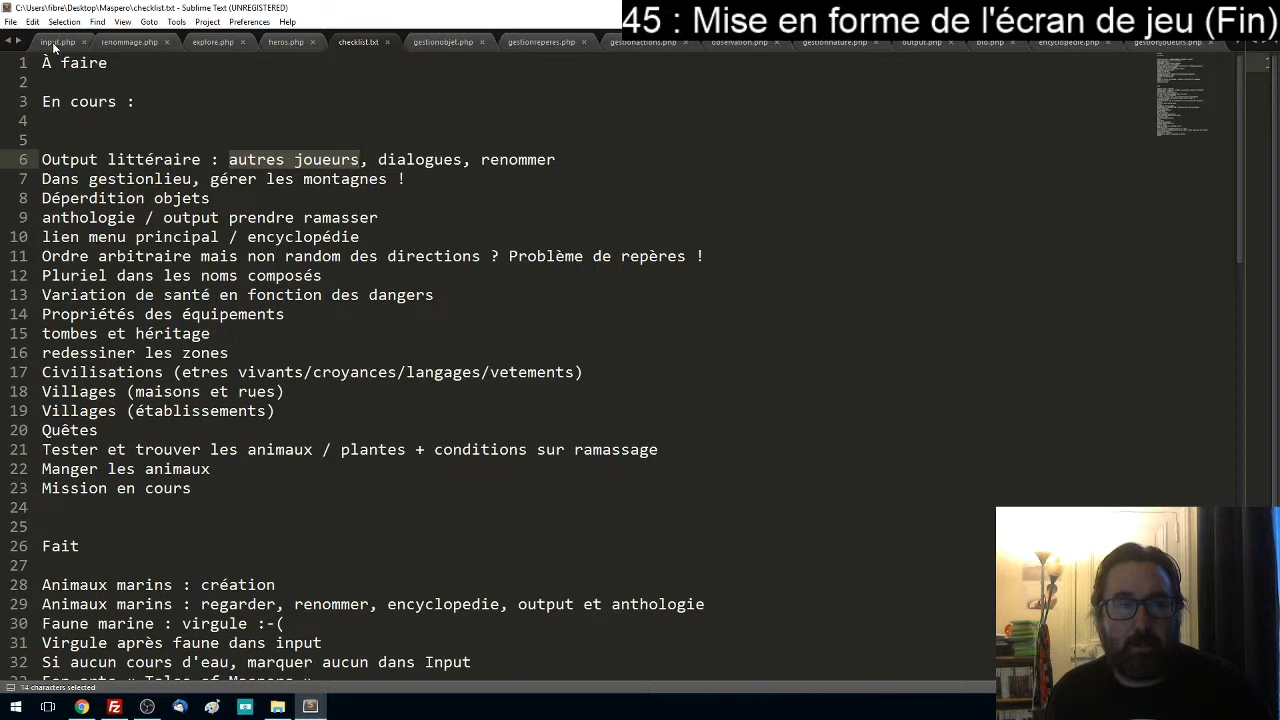 C:\Users\fibre\Desktop\Maspero\checklist.txt - Sublime Text (UNREGISTERED)
45 : Mise en forme de l'écran de jeu (Fin)
File Edit Selection Find View Goto Tools Project Preferences Help
input.php × renommage.php × explore.php × heros.php × checklist.txt × gestionobjet.php × gestionreperes.php × gestionactions.php × observation.php × gestionnature.php × output.php × bio.php × encyclopedie.php × gestionjoueurs.php ×
1 À faire
2
3 En cours :
4
5
6 Output littéraire : autres joueurs, dialogues, renommer
7 Dans gestionlieu, gérer les montagnes !
8 Déperdition objets
9 anthologie / output prendre ramasser
10 lien menu principal / encyclopédie
11 Ordre arbitraire mais non random des directions ? Problème de repères !
12 Pluriel dans les noms composés
13 Variation de santé en fonction des dangers
14 Propriétés des équipements
15 tombes et héritage
16 redessiner les zones
17 Civilisations (etres vivants/croyances/langages/vetements)
18 Villages (maisons et rues)
19 Villages (établissements)
20 Quêtes
21 Tester et trouver les animaux / plantes + conditions sur ramassage
22 Manger les animaux
23 Mission en cours
24
25
26 Fait
27
28 Animaux marins : création
29 Animaux marins : regarder, renommer, encyclopedie, output et anthologie
30 Faune marine : virgule :-(
31 Virgule après faune dans input
32 Si aucun cours d'eau, marquer aucun dans Input
14 characters selected